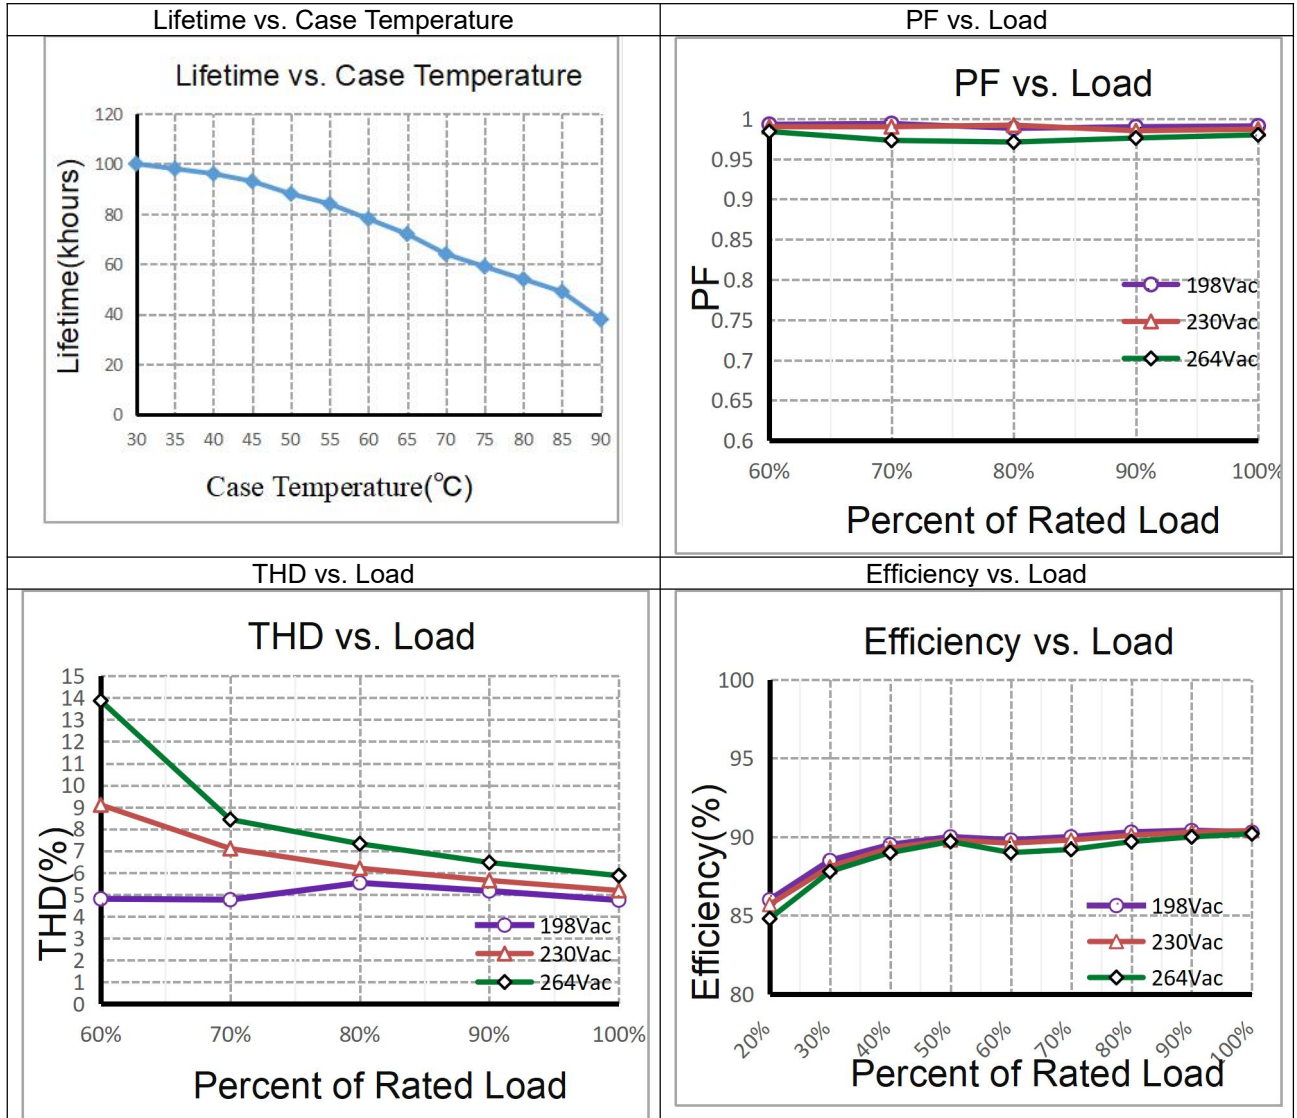 Lifetime vs. Case Temperature
PF vs. Load
Lifetime vs. Case Temperature
120
100
80
60
40
20
0
Lifetime(khours)
30 35 40 45 50 55 60 65 70 75 80 85 90
Case Temperature(℃)
PF vs. Load
1
0.95
0.9
0.85
0.8
0.75
0.7
0.65
0.6
PF
198Vac
230Vac
264Vac
60% 70% 80% 90% 100%
Percent of Rated Load
THD vs. Load
Efficiency vs. Load
THD vs. Load
15
14
13
12
11
10
9
8
7
6
5
4
3
2
1
0
THD(%)
198Vac
230Vac
264Vac
60% 70% 80% 90% 100%
Percent of Rated Load
Efficiency vs. Load
100
95
90
85
80
Efficiency(%)
198Vac
230Vac
264Vac
20% 30% 40% 50% 60% 70% 80% 90% 100%
Percent of Rated Load